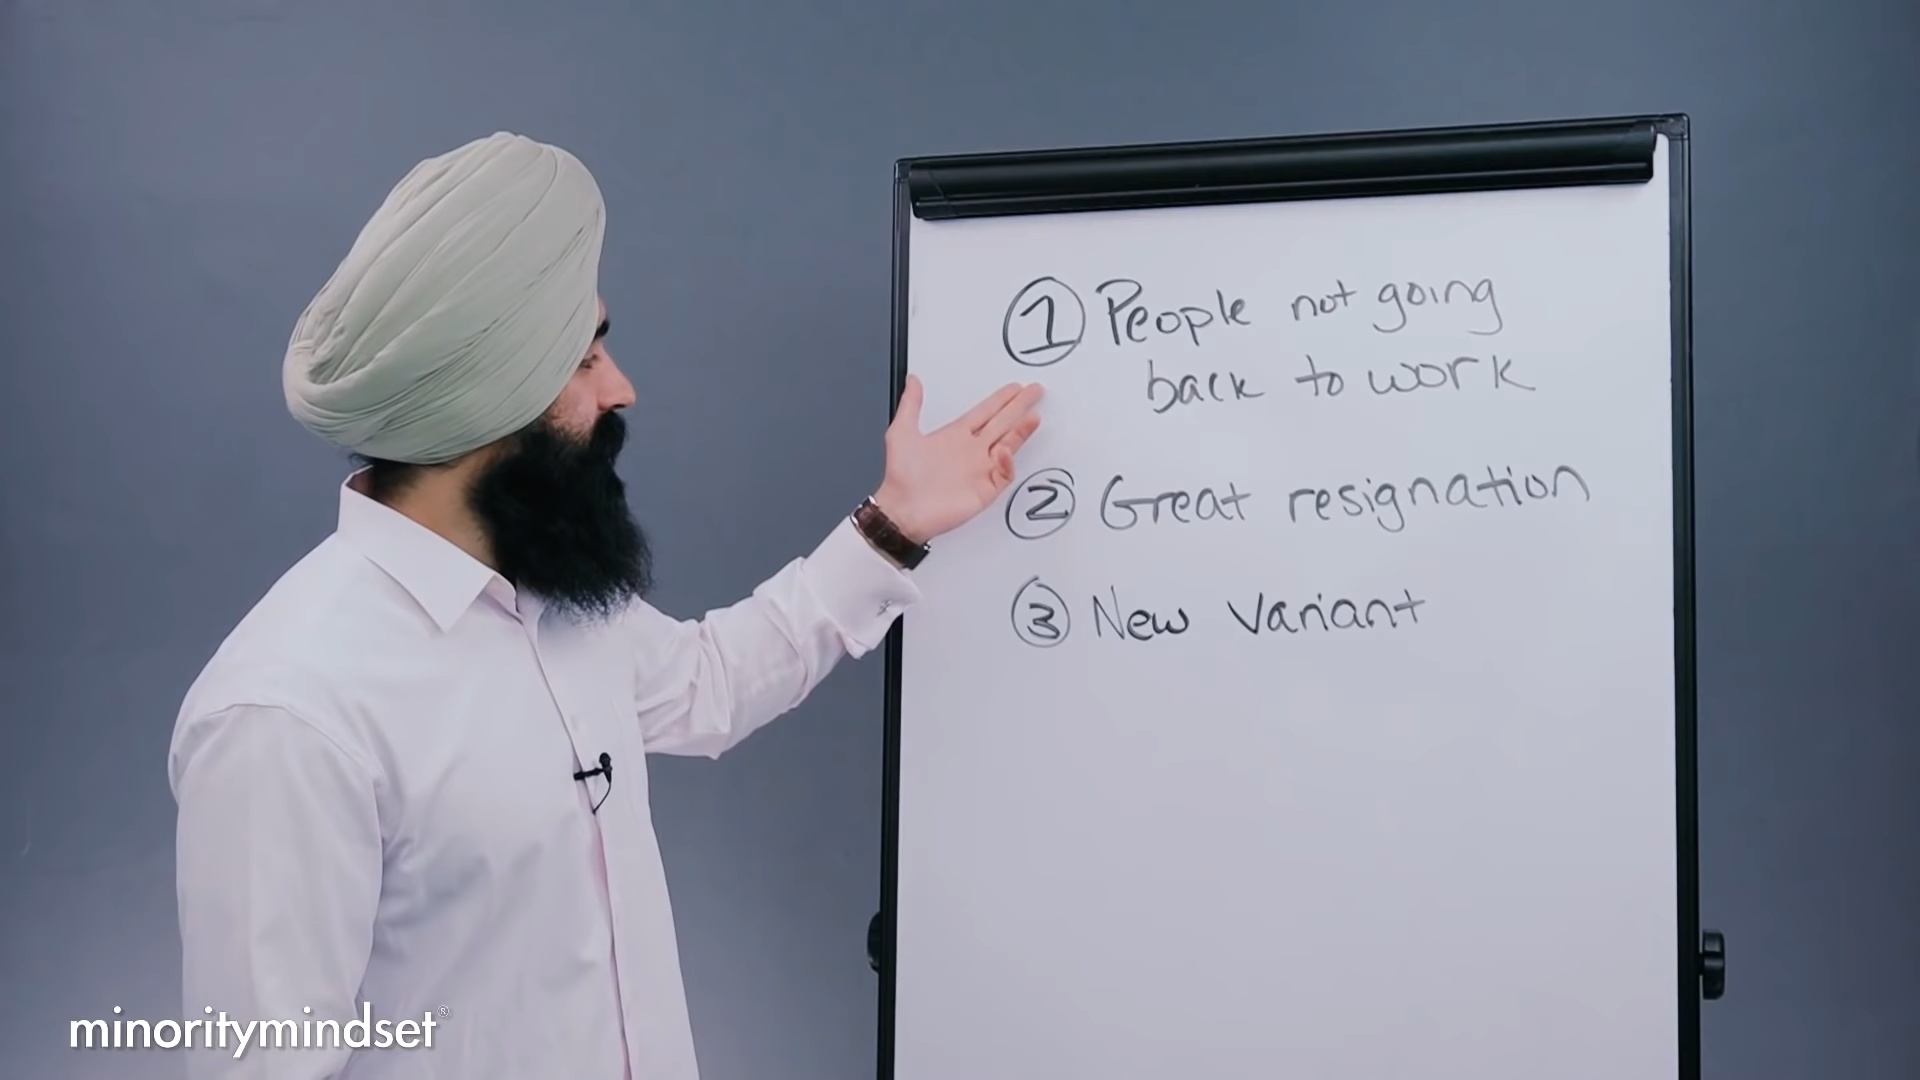 ① People not going
back to work
② Great resignation
③ New Variant
minoritymindset®